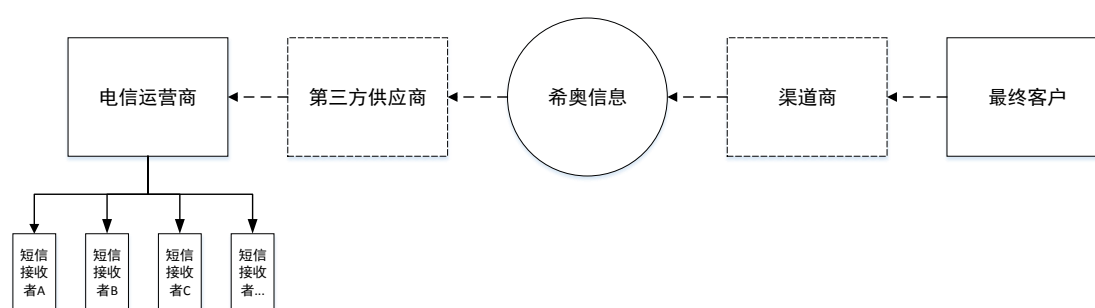 电信运营商
第三方供应商
希奥信息
渠道商
最终客户
短信
接收
者A
短信
接收
者B
短信
接收
者C
短信
接收
者...